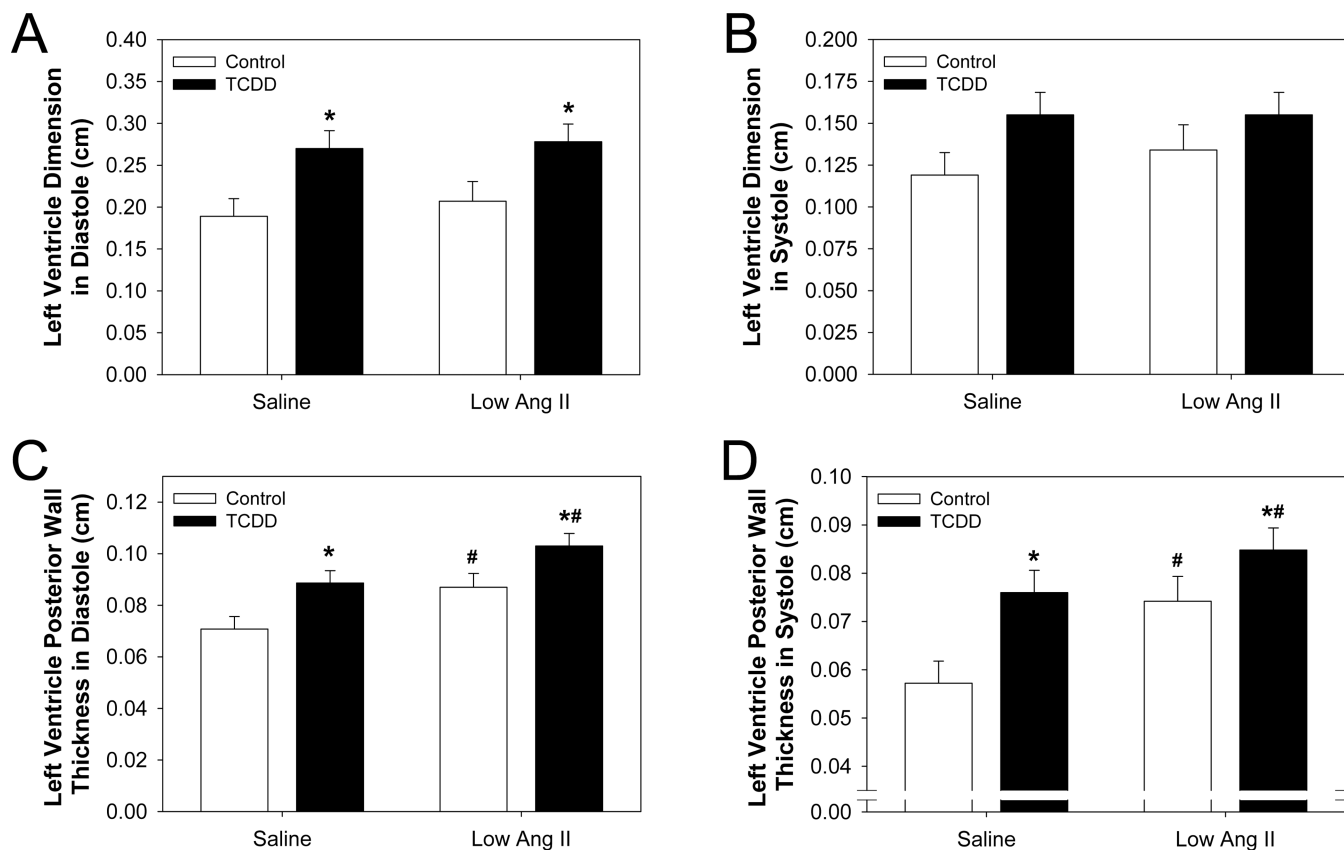 A
Left Ventricle Dimension
in Diastole (cm)
0.40
0.35
0.30
0.25
0.20
0.15
0.10
0.05
0.00
Control
TCDD
*
*
Saline
Low Ang II
B
Left Ventricle Dimension
in Systole (cm)
0.200
0.175
0.150
0.125
0.100
0.075
0.050
0.025
0.000
Control
TCDD
Saline
Low Ang II
C
Left Ventricle Posterior Wall
Thickness in Diastole (cm)
0.12
0.10
0.08
0.06
0.04
0.02
0.00
Control
TCDD
*
#
*#
Saline
Low Ang II
D
Left Ventricle Posterior Wall
Thickness in Systole (cm)
0.10
0.09
0.08
0.07
0.06
0.05
0.04
0.00
Control
TCDD
*
#
*#
Saline
Low Ang II